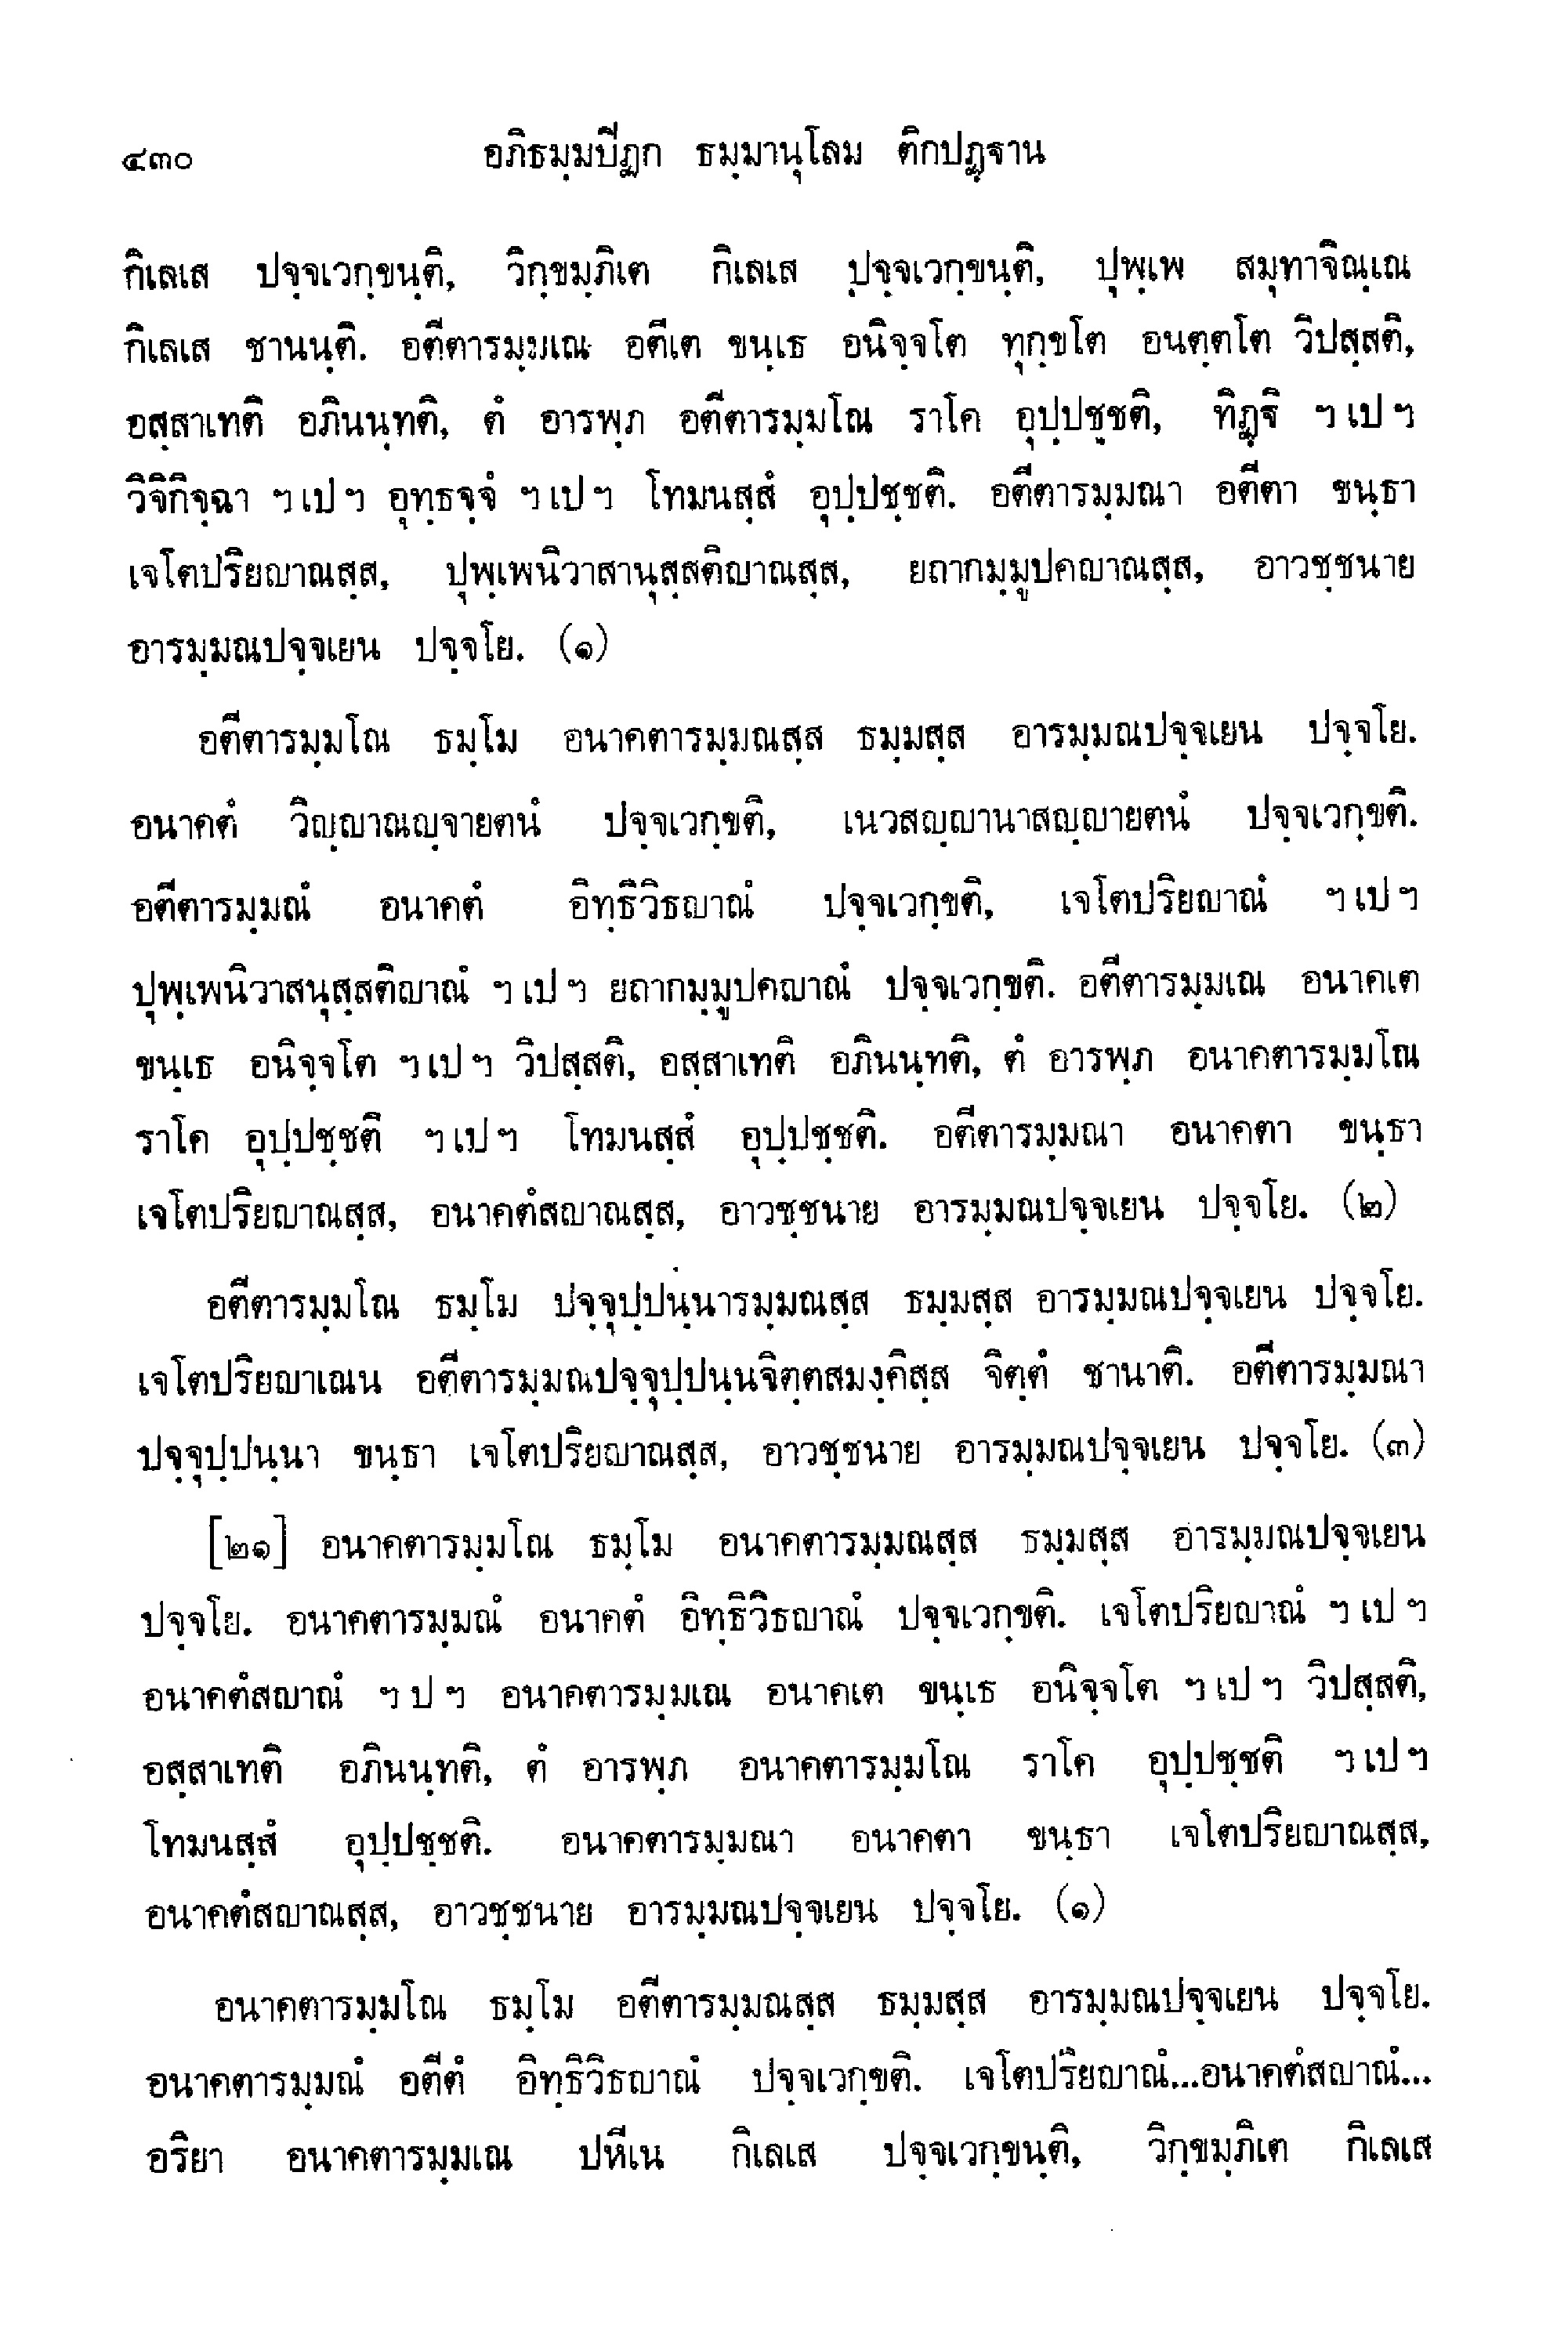 ๔๓๐ อภิธมฺมปิฏก ธมฺมานุโลม ติกปฏฺฐาน
กิเลเส ปจฺจเวกฺขนฺติ, วิกฺขมฺภิเต กิเลเส ปจฺจเวกฺขนฺติ, ปุพฺเพ สมุทาจิณฺเณ
กิเลเส ชานนฺติ. อตีตารมฺมเณ อตีเต ขนฺเธ อนิจฺจโต ทุกฺขโต อนตฺตโต วิปสฺสติ,
อสฺสาเทติ อภินนฺทติ, ตํ อารพฺภ อตีตารมฺมโณ ราโค อุปฺปชฺชติ, ทิฏฺฐิ ฯ เป ฯ
วิจิกิจฺฉา ฯ เป ฯ อุทฺธจฺจํ ฯ เป ฯ โทมนสฺสํ อุปฺปชฺชติ. อตีตารมฺมณา อตีตา ขนฺธา
เจโตปริยญาณสฺส, ปุพฺเพนิวาสานุสฺสติญาณสฺส, ยถากมฺมูปคญาณสฺส, อาวชฺชนาย
อารมฺมณปจฺจเยน ปจฺจโย. (๑)
อตีตารมฺมโณ ธมฺโม อนาคตารมฺมณสฺส ธมฺมสฺส อารมฺมณปจฺจเยน ปจฺจโย.
อนาคตํ วิญฺญาณญฺจายตนํ ปจฺจเวกฺขติ, เนวสญฺญานาสญฺญายตนํ ปจฺจเวกฺขติ.
อตีตารมฺมณํ อนาคตํ อิทฺธีวิธญาณํ ปจฺจเวกฺขติ, เจโตปริยญาณํ ฯ เป ฯ
ปุพฺเพนิวาสนุสฺสติญาณํ ฯ เป ฯ ยถากมฺมูปคญาณํ ปจฺจเวกฺขติ. อตีตารมฺมเณ อนาคเต
ขนฺเธ อนิจฺจโต ฯ เป ฯ วิปสฺสติ, อสฺสาเทติ อภินนฺทติ, ตํ อารพฺภ อนาคตารมฺมโณ
ราโค อุปฺปชฺชติ ฯ เป ฯ โทมนสฺสํ อุปฺปชฺชติ. อตีตารมฺมณา อนาคตา ขนฺธา
เจโตปริยญาณสฺส, อนาคตํสญาณสฺส, อาวชฺชนาย อารมฺมณปจฺจเยน ปจฺจโย. (๒)
อตีตารมฺมโณ ธมฺโม ปจฺจุปฺปนฺนารมฺมณสฺส ธมฺมสฺส อารมฺมณปจฺจเยน ปจฺจโย.
เจโตปริยญาเณน อตีตารมฺมณปจฺจุปฺปนฺนจิตฺตสมงฺคิสฺส จิตฺตํ ชานาติ. อตีตารมฺมณา
ปจฺจุปฺปนฺนา ขนฺธา เจโตปริยญาณสฺส, อาวชฺชนาย อารมฺมณปจฺจเยน ปจฺจโย. (๓)
[๒๑] อนาคตารมฺมโณ ธมฺโม อนาคตารมฺมณสฺส ธมฺมสฺส อารมฺมณปจฺจเยน
ปจฺจโย. อนาคตารมฺมณํ อนาคตํ อิทฺธิวิธญาณํ ปจฺจเวกฺขติ. เจโตปริยญาณํ ฯ เป ฯ
อนาคตํสญาณํ ฯ ป ฯ อนาคตารมฺมเณ อนาคเต ขนฺเธ อนิจฺจโต ฯ เป ฯ วิปสฺสติ,
อสฺสาเทติ อภินนฺทติ, ตํ อารพฺภ อนาคตารมฺมโณ ราโค อุปฺปชฺชติ ฯ เป ฯ
โทมนสฺสํ อุปฺปชฺชติ. อนาคตารมฺมณา อนาคตา ขนฺธา เจโตปริยญาณสฺส,
อนาคตํสญาณสฺส, อาวชฺชนาย อารมฺมณปจฺจเยน ปจฺจโย. (๑)
อนาคตารมฺมโณ ธมฺโม อตีตารมฺมณสฺส ธมฺมสฺส อารมฺมณปจฺจเยน ปจฺจโย.
อนาคตารมฺมณํ อตีตํ อิทฺธิวิธญาณํ ปจฺจเวกฺขติ. เจโตปริยญาณํ...อนาคตํสญาณํ...
อริยา อนาคตารมฺมเณ ปหีเน กิเลเส ปจฺจเวกฺขนฺติ, วิกฺขมฺภิเต กิเลเส